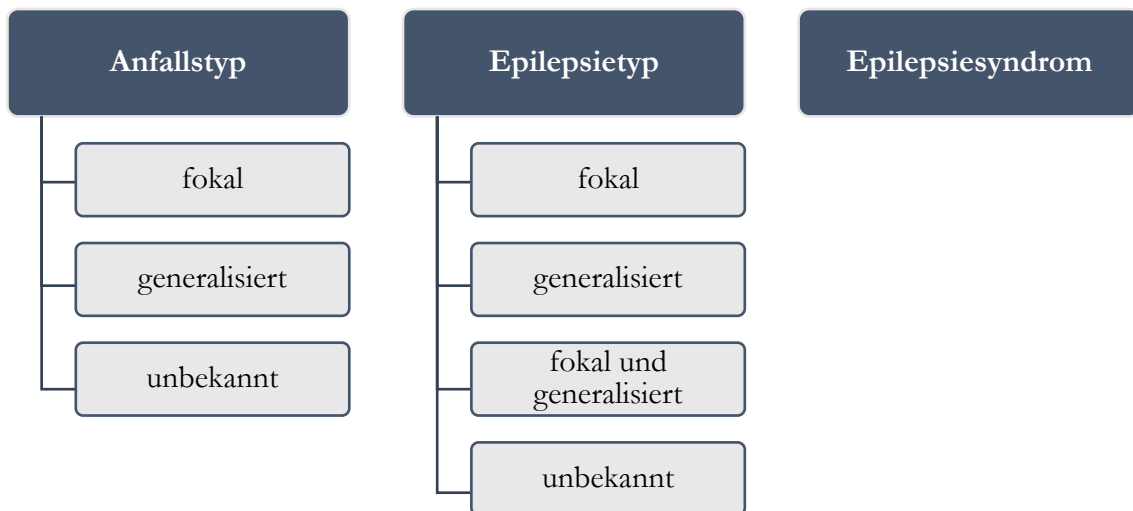 Anfallstyp
fokal
generalisiert
unbekannt
Epilepsietyp
fokal
generalisiert
fokal und
generalisiert
unbekannt
Epilepsiesyndrom